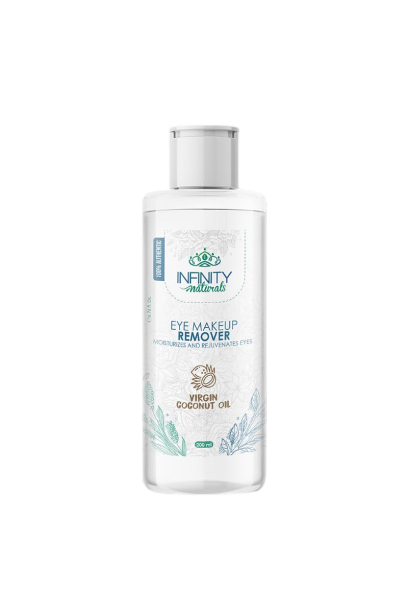 100% AUTHENTIC
INFINITY
naturals
EYE MAKEUP
REMOVER
MOISTURIZES AND REJUVENATES EYES
VIRGIN
COCONUT OIL
200 ml